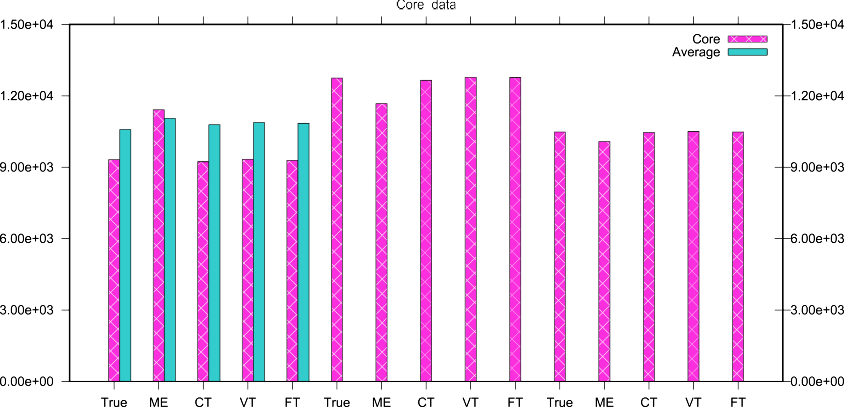 Core data
1.50e+04 1.50e+04
Core
Average
1.20e+04 1.20e+04
9.00e+03 9.00e+03
6.00e+03 6.00e+03
3.00e+03 3.00e+03
0.00e+00 0.00e+00
True ME CT VT FT True ME CT VT FT True ME CT VT FT